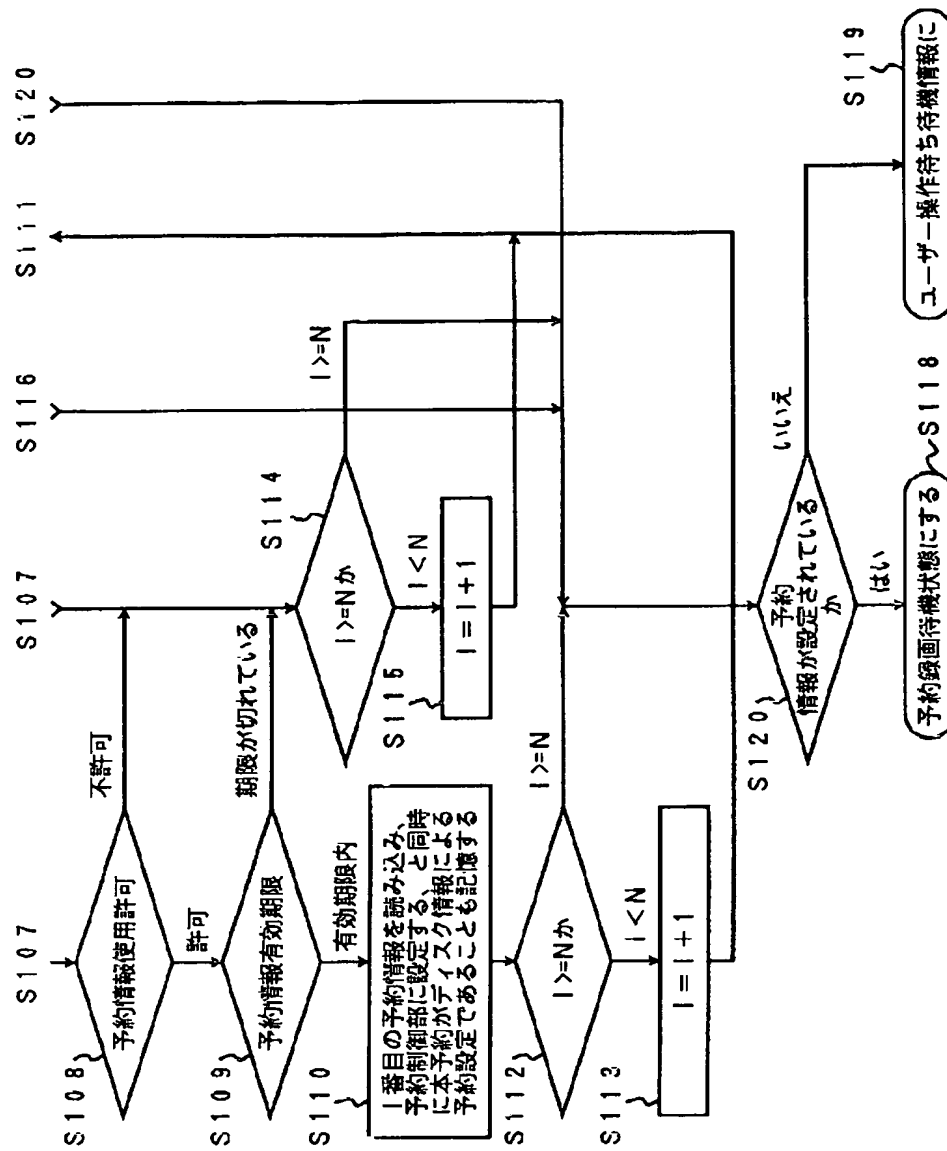 S107
S107
S116
S111
S120
S108
予約情報使用許可
不許可
許可
S109
予約情報有効期限
期限が切れている
有効期限内
S110
I番目の予約情報を読み込み、
予約制御部に設定する、と同時
に本予約がディスク情報による
予約設定であることも記憶する
S112
I>=Nか
I>=N
I<N
S113
I=I+1
S114
I>=Nか
I>=N
I<N
S115
I=I+1
S120
予約
情報が設定されている
か
いいえ
はい
予約録画待機状態にする
S118
S119
ユーザー操作待ち待機情報に